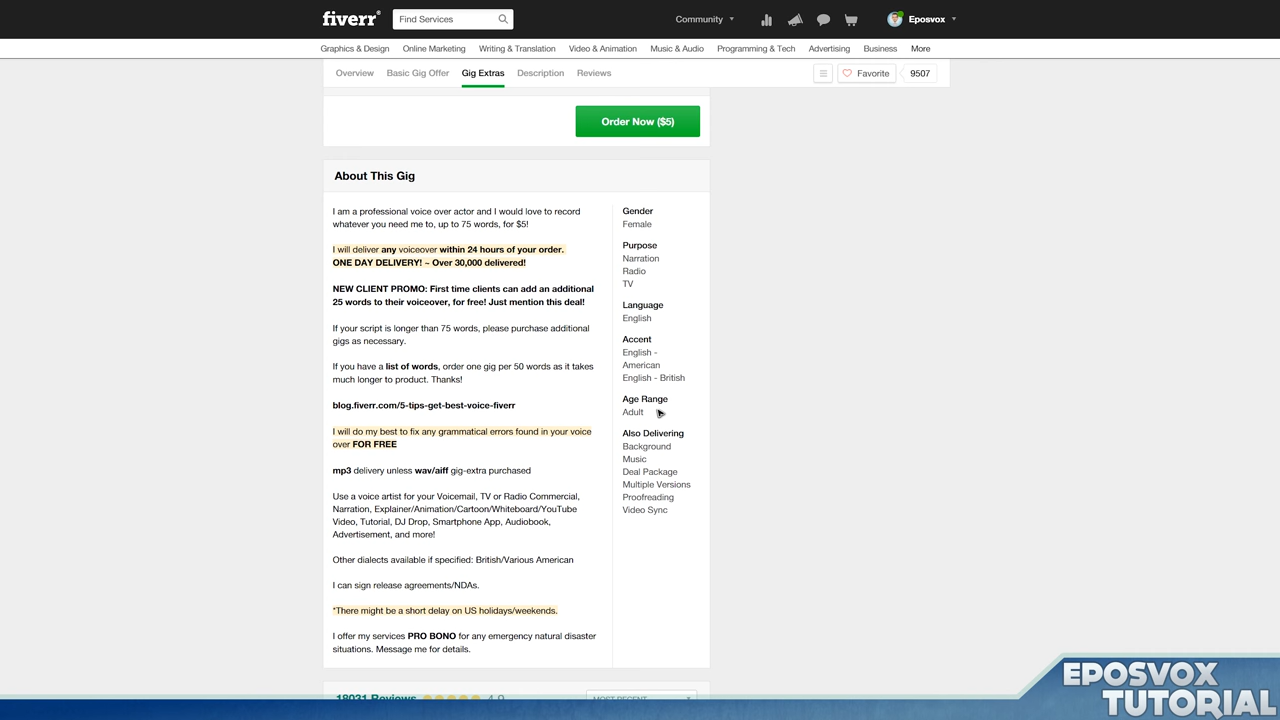 fiverr®
Find Services
Community
Eposvox
Graphics & Design Online Marketing Writing & Translation Video & Animation Music & Audio Programming & Tech Advertising Business More
Overview Basic Gig Offer Gig Extras Description Reviews
Favorite 9507
Order Now ($5)
About This Gig
I am a professional voice over actor and I would love to record
whatever you need me to, up to 75 words, for $5!
I will deliver any voiceover within 24 hours of your order.
ONE DAY DELIVERY! ~ Over 30,000 delivered!
NEW CLIENT PROMO: First time clients can add an additional
25 words to their voiceover, for free! Just mention this deal!
If your script is longer than 75 words, please purchase additional
gigs as necessary.
If you have a list of words, order one gig per 50 words as it takes
much longer to product. Thanks!
blog.fiverr.com/5-tips-get-best-voice-fiverr
I will do my best to fix any grammatical errors found in your voice
over FOR FREE
mp3 delivery unless wav/aiff gig-extra purchased
Use a voice artist for your Voicemail, TV or Radio Commercial,
Narration, Explainer/Animation/Cartoon/Whiteboard/YouTube
Video, Tutorial, DJ Drop, Smartphone App, Audiobook,
Advertisement, and more!
Other dialects available if specified: British/Various American
I can sign release agreements/NDAs.
*There might be a short delay on US holidays/weekends.
I offer my services PRO BONO for any emergency natural disaster
situations. Message me for details.
Gender
Female
Purpose
Narration
Radio
TV
Language
English
Accent
English -
American
English - British
Age Range
Adult
Also Delivering
Background
Music
Deal Package
Multiple Versions
Proofreading
Video Sync
18031 Reviews 4.9
MOST RECENT
EPOSVOX
TUTORIAL